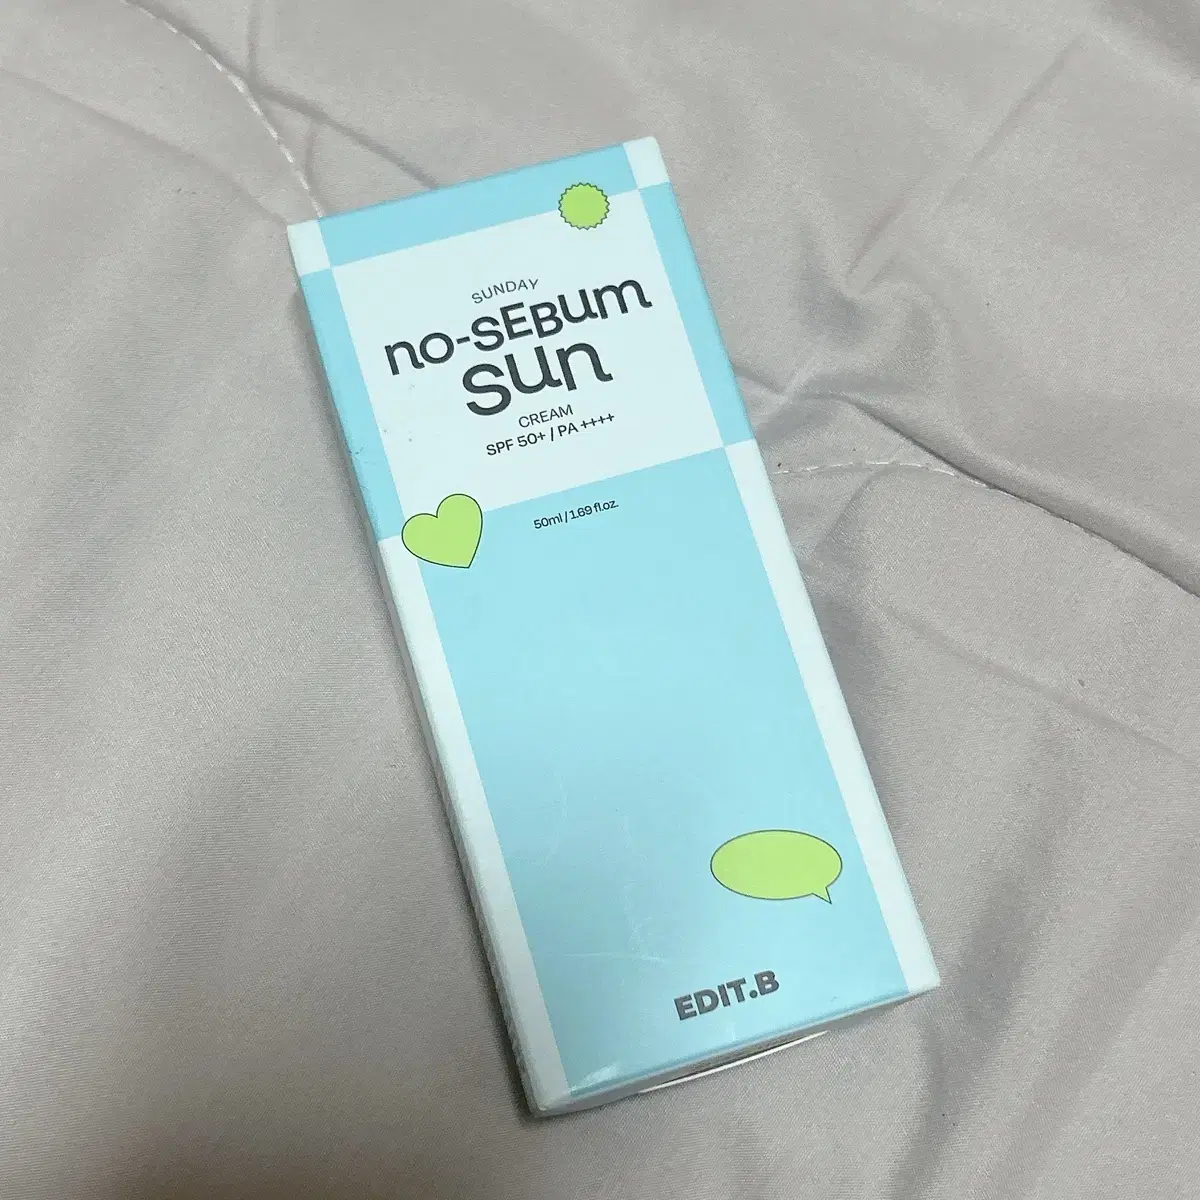 SUNDAY
no-sEBum
sun
CREAM
SPF 50+ / PA ++++
50ml / 1.69 fl.oz.
EDIT.B